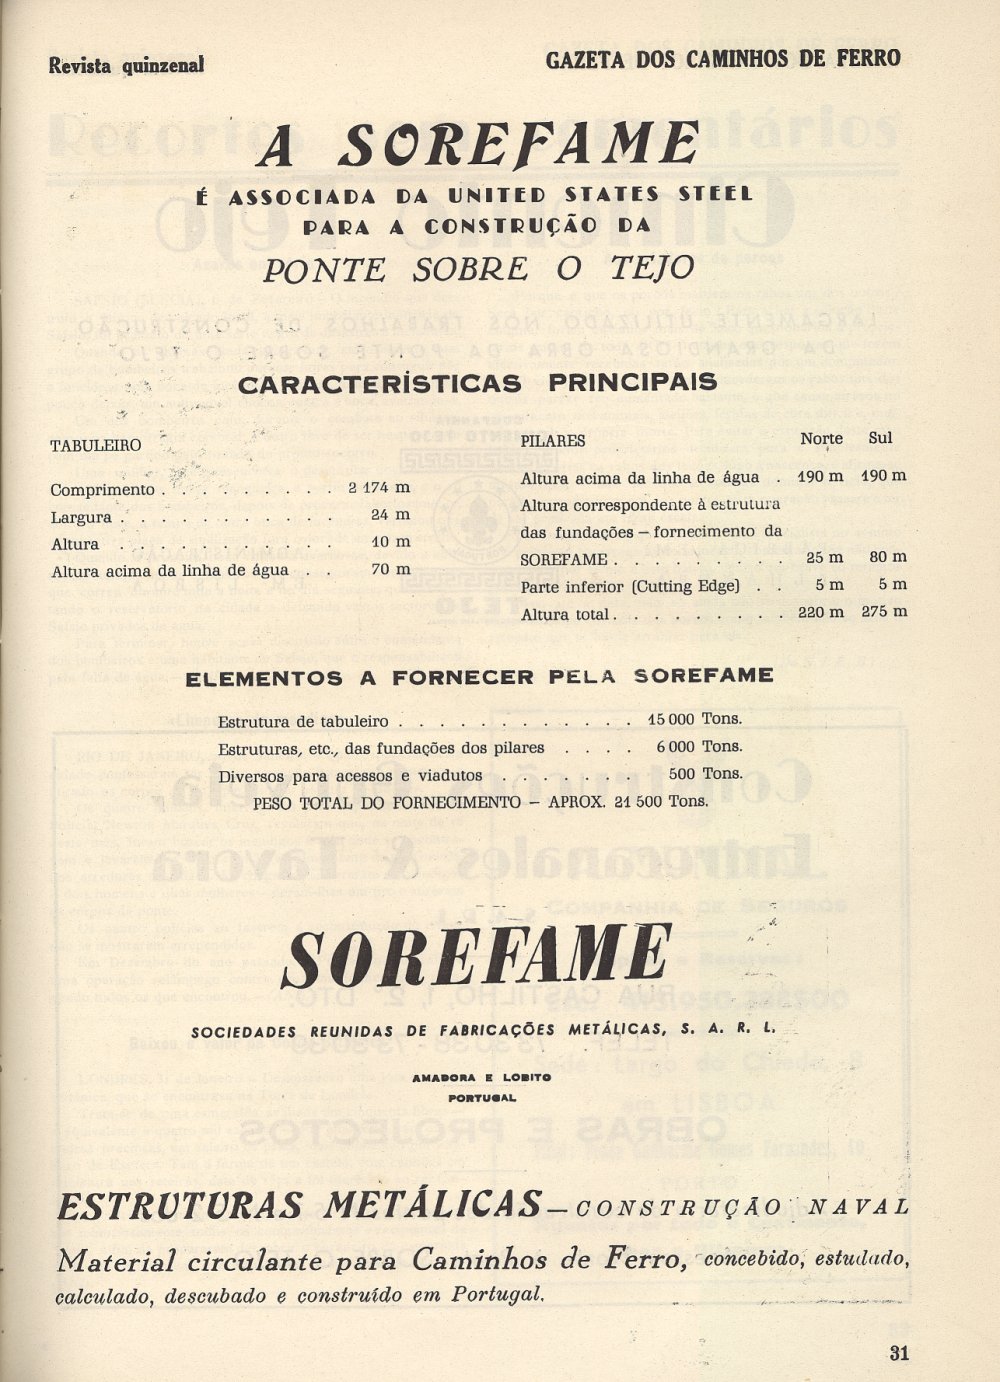 Revista quinzenal
GAZETA DOS CAMINHOS DE FERRO
A SOREFAME
É ASSOCIADA DA UNITED STATES STEEL
PARA A CONSTRUÇÃO DA
PONTE SOBRE O TEJO
CARACTERÍSTICAS PRINCIPAIS
TABULEIRO
Comprimento . . . . . . . . . 2 174 m
Largura . . . . . . . . . . . 24 m
Altura . . . . . . . . . . . 10 m
Altura acima da linha de água . . 70 m
PILARES Norte Sul
Altura acima da linha de água . 190 m 190 m
Altura correspondente à estrutura
das fundações – fornecimento da
SOREFAME . . . . . . . . . 25 m 80 m
Parte inferior (Cutting Edge) . . 5 m 5 m
Altura total . . . . . . . . . 220 m 275 m
ELEMENTOS A FORNECER PELA SOREFAME
Estrutura de tabuleiro . . . . . . . . . . . . 15 000 Tons.
Estruturas, etc., das fundações dos pilares . . . . 6 000 Tons.
Diversos para acessos e viadutos . . . . . . . 500 Tons.
PESO TOTAL DO FORNECIMENTO – APROX. 21 500 Tons.
SOREFAME
SOCIEDADES REUNIDAS DE FABRICAÇÕES METÁLICAS, S. A. R. L.
AMADORA E LOBITO
PORTUGAL
ESTRUTURAS METÁLICAS – CONSTRUÇÃO NAVAL
Material circulante para Caminhos de Ferro, concebido, estudado,
calculado, descubado e construído em Portugal.
31